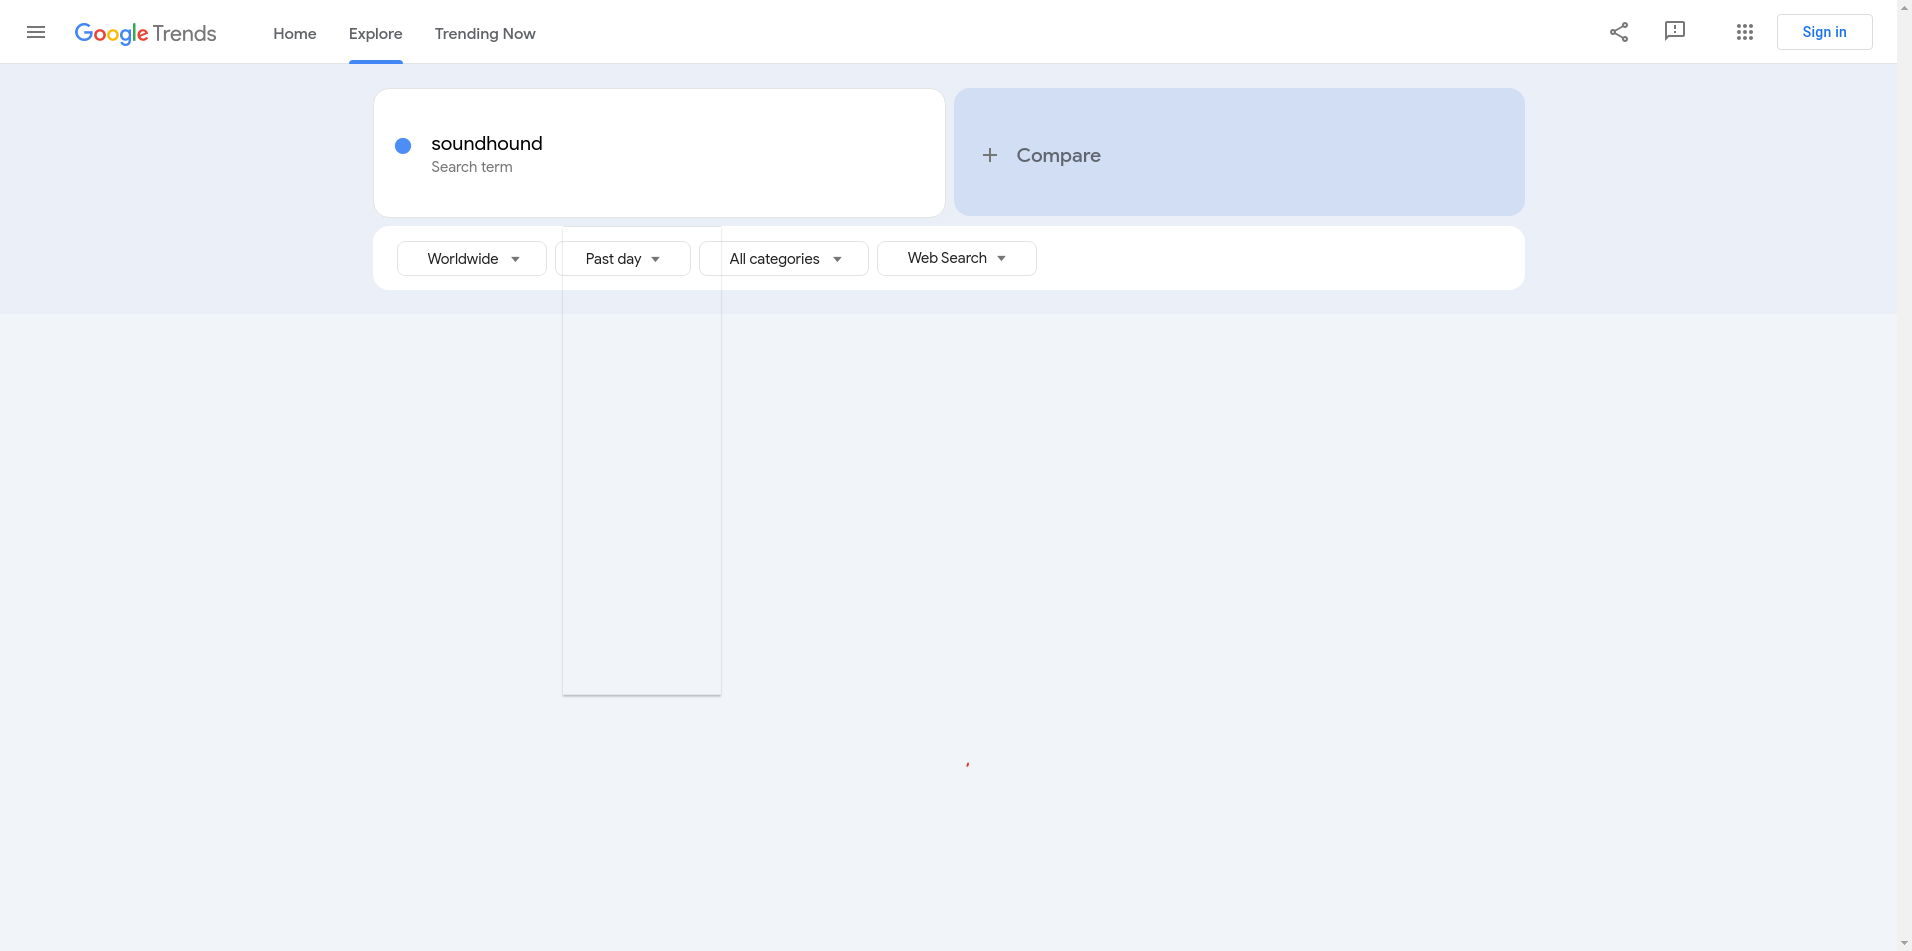 Google Trends
Home
Explore
Trending Now
Sign in
soundhound
Search term
Compare
Worldwide
Past day
All categories
Web Search